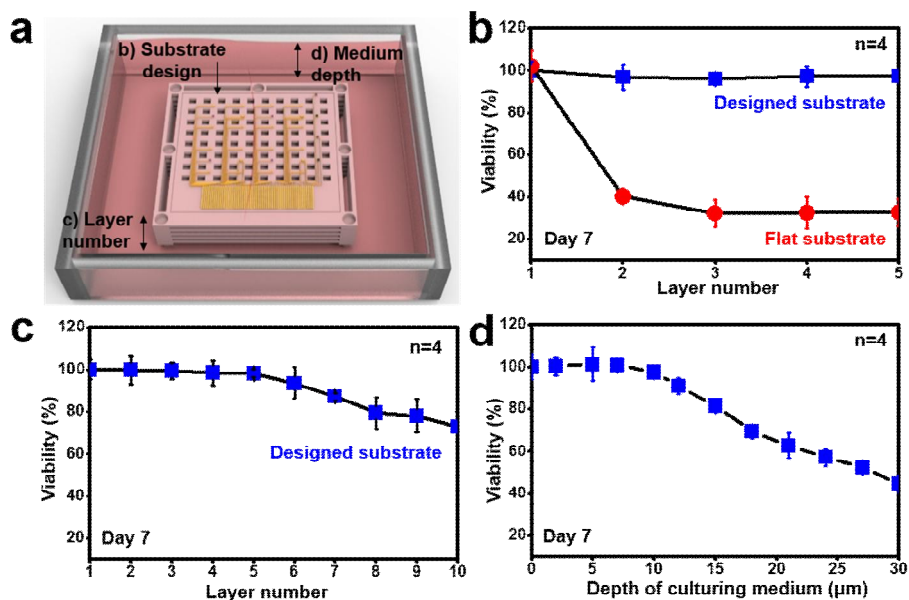 a
b) Substrate
design
d) Medium
depth
c) Layer
number
b
n=4
Viability (%)
120
100
80
60
40
20
Designed substrate
Flat substrate
Day 7
1 2 3 4 5
Layer number
c
n=4
Viability (%)
120
100
80
60
40
20
Designed substrate
Day 7
1 2 3 4 5 6 7 8 9 10
Layer number
d
n=4
Viability (%)
120
100
80
60
40
20
Day 7
0 5 10 15 20 25 30
Depth of culturing medium (μm)